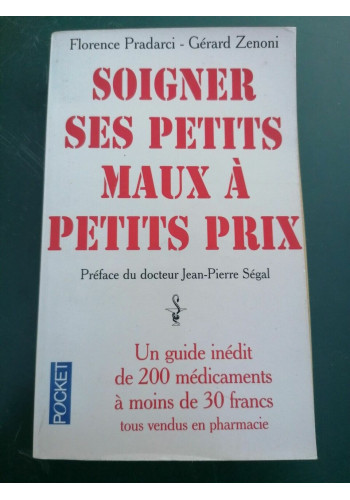 Florence Pradarci - Gérard Zenoni
SOIGNER
SES PETITS
MAUX À
PETITS PRIX
Préface du docteur Jean-Pierre Ségal
Un guide inédit
de 200 médicaments
à moins de 30 francs
tous vendus en pharmacie
POCKET